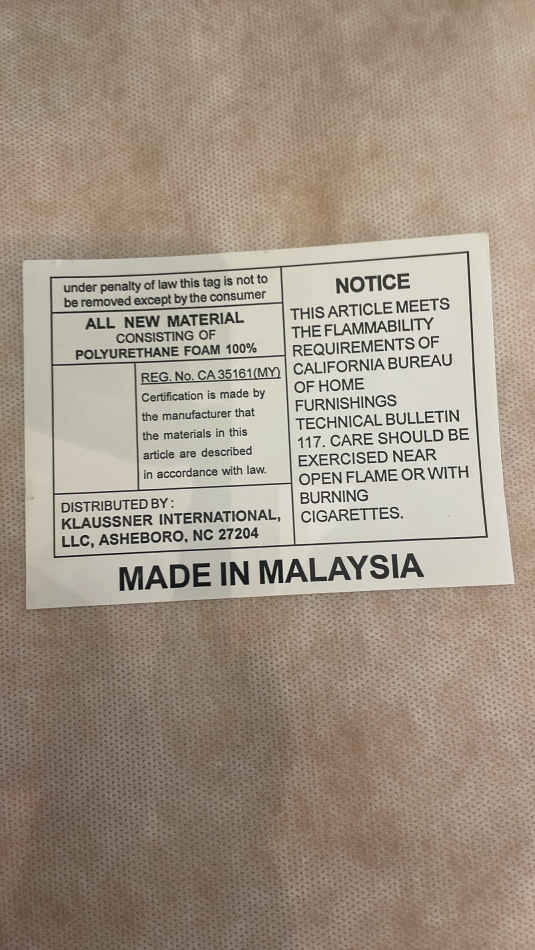 under penalty of law this tag is not to
be removed except by the consumer
ALL NEW MATERIAL
CONSISTING OF
POLYURETHANE FOAM 100%
REG. No. CA 35161(MY)
Certification is made by
the manufacturer that
the materials in this
article are described
in accordance with law.
DISTRIBUTED BY :
KLAUSSNER INTERNATIONAL,
LLC, ASHEBORO, NC 27204
NOTICE
THIS ARTICLE MEETS
THE FLAMMABILITY
REQUIREMENTS OF
CALIFORNIA BUREAU
OF HOME
FURNISHINGS
TECHNICAL BULLETIN
117. CARE SHOULD BE
EXERCISED NEAR
OPEN FLAME OR WITH
BURNING
CIGARETTES.
MADE IN MALAYSIA